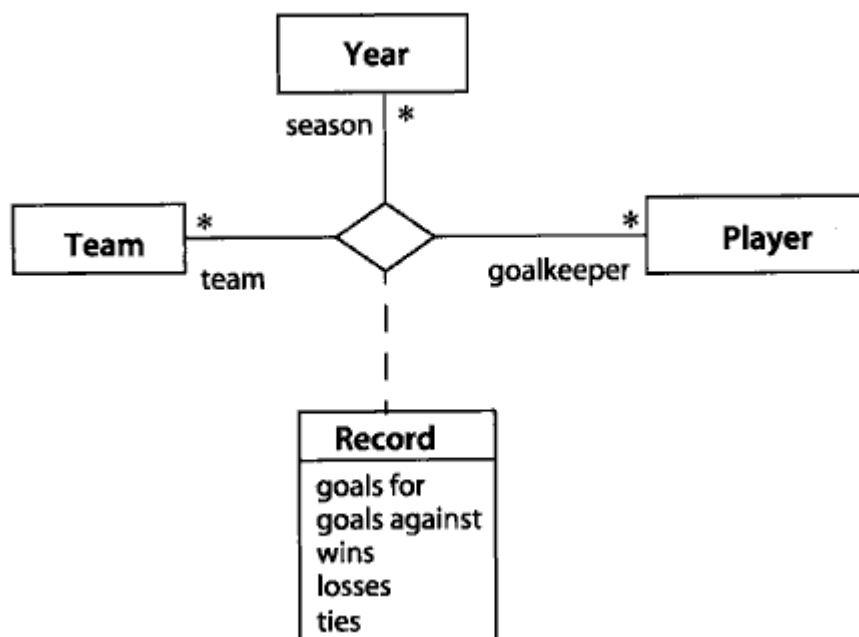 Year
season *
* *
Team Player
team goalkeeper
Record
goals for
goals against
wins
losses
ties